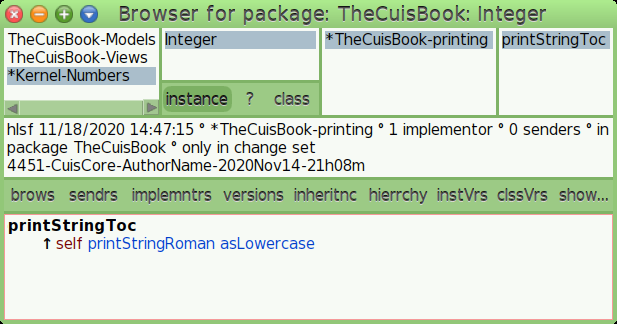 Browser for package: TheCuisBook: Integer
TheCuisBook-Models
TheCuisBook-Views
*Kernel-Numbers
Integer
instance ? class
*TheCuisBook-printing
printStringToc
hlsf 11/18/2020 14:47:15 ° *TheCuisBook-printing ° 1 implementor ° 0 senders ° in
package TheCuisBook ° only in change set
4451-CuisCore-AuthorName-2020Nov14-21h08m
brows sendrs implemntrs versions inheritnc hierrchy instVrs clssVrs show...
printStringToc
↑ self printStringRoman asLowercase